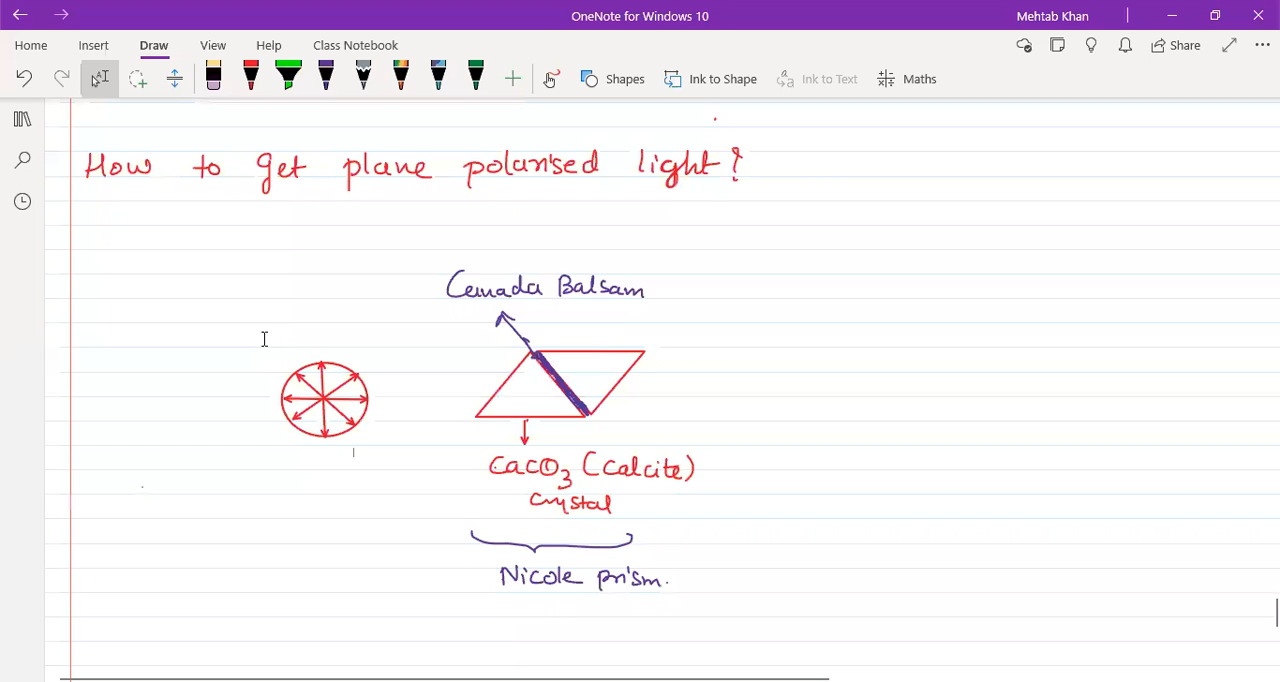 OneNote for Windows 10
Mehtab Khan
Home Insert Draw View Help Class Notebook
Share
Shapes
Ink to Shape
Ink to Text
Maths
How to get plane polarised light?
Canada Balsam
CaCO3 (Calcite)
Crystal
Nicole prism.